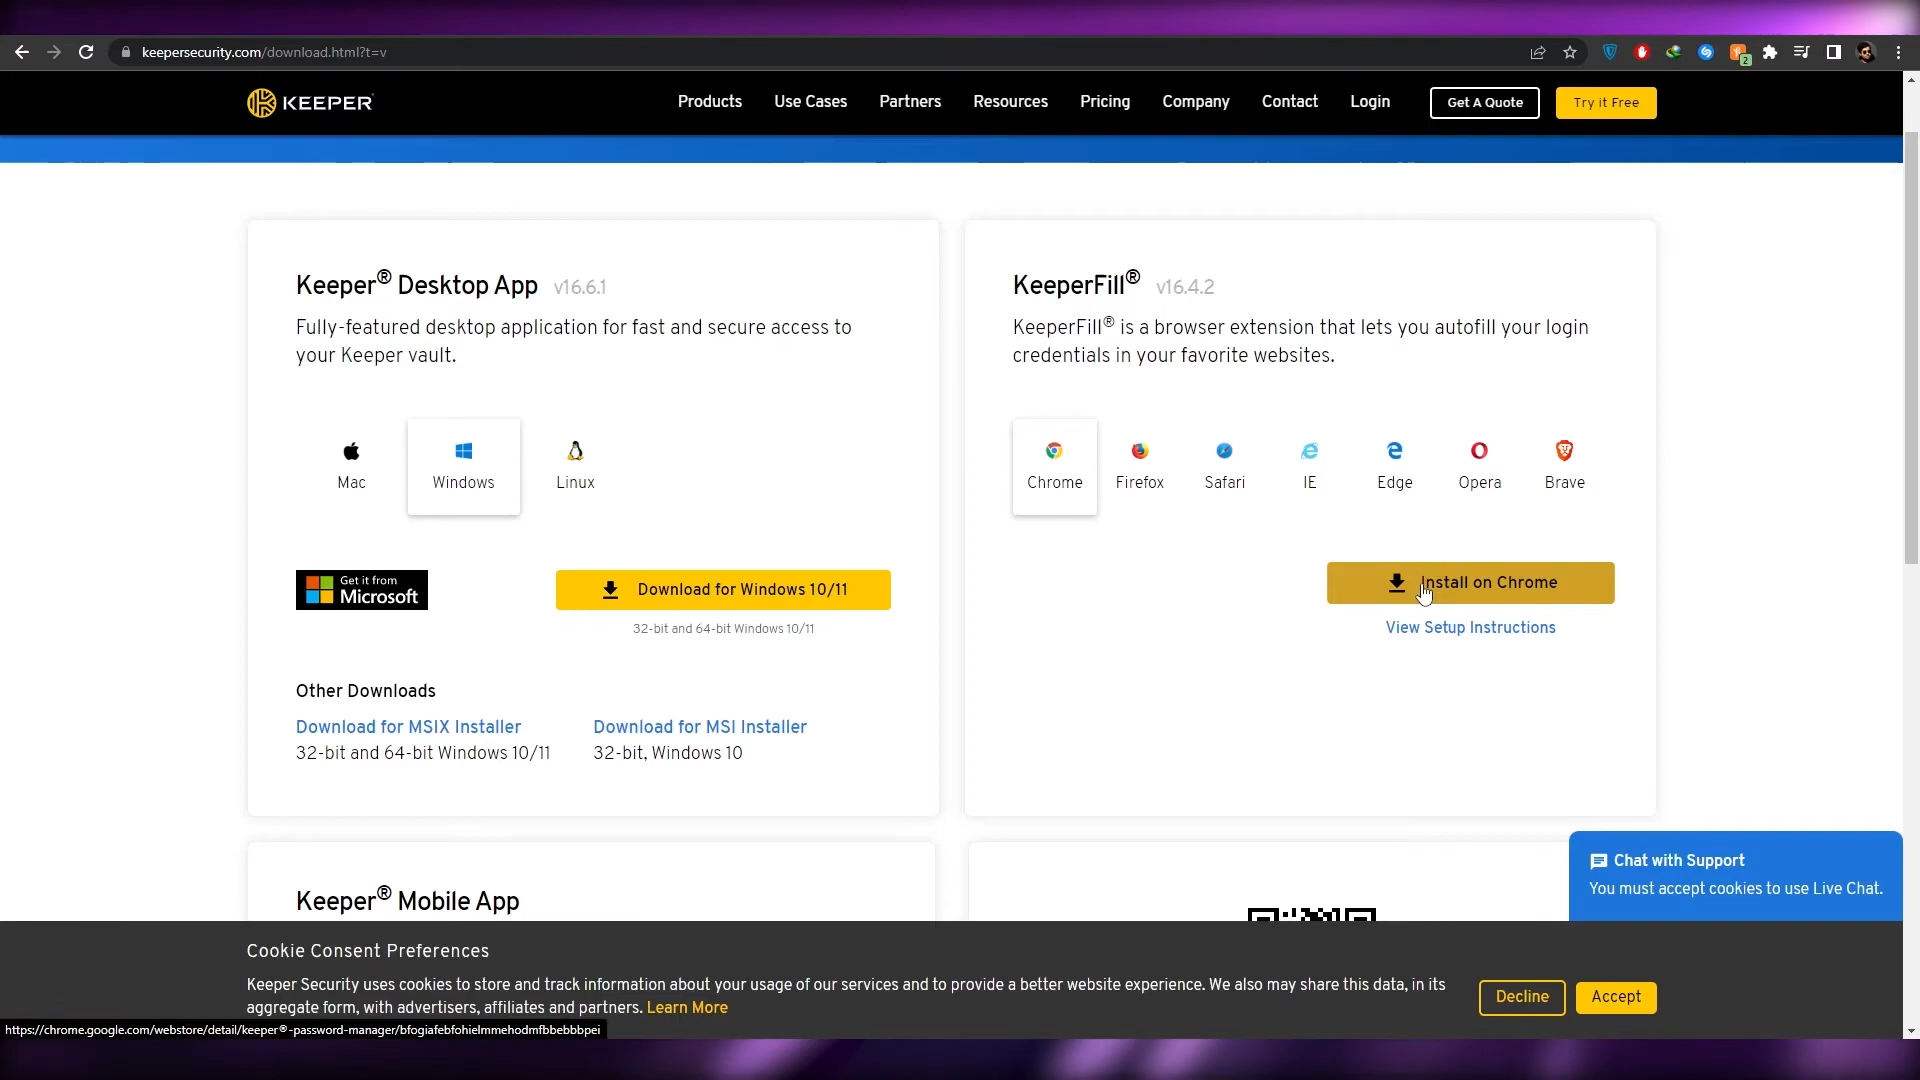 keepersecurity.com/download.html?t=v
2
KEEPER
Products
Use Cases
Partners
Resources
Pricing
Company
Contact
Login
Get A Quote
Try it Free
Keeper® Desktop App v16.6.1
Fully-featured desktop application for fast and secure access to
your Keeper vault.
Mac
Windows
Linux
Get it from
Microsoft
Download for Windows 10/11
32-bit and 64-bit Windows 10/11
Other Downloads
Download for MSIX Installer
32-bit and 64-bit Windows 10/11
Download for MSI Installer
32-bit, Windows 10
KeeperFill® v16.4.2
KeeperFill® is a browser extension that lets you autofill your login
credentials in your favorite websites.
Chrome
Firefox
Safari
IE
Edge
Opera
Brave
Install on Chrome
View Setup Instructions
Keeper® Mobile App
Chat with Support
You must accept cookies to use Live Chat.
Cookie Consent Preferences
Keeper Security uses cookies to store and track information about your usage of our services and to provide a better website experience. We also may share this data, in its
aggregate form, with advertisers, affiliates and partners. Learn More
Decline
Accept
https://chrome.google.com/webstore/detail/keeper®-password-manager/bfogiafebfohielmmehodmfbbebbbpei